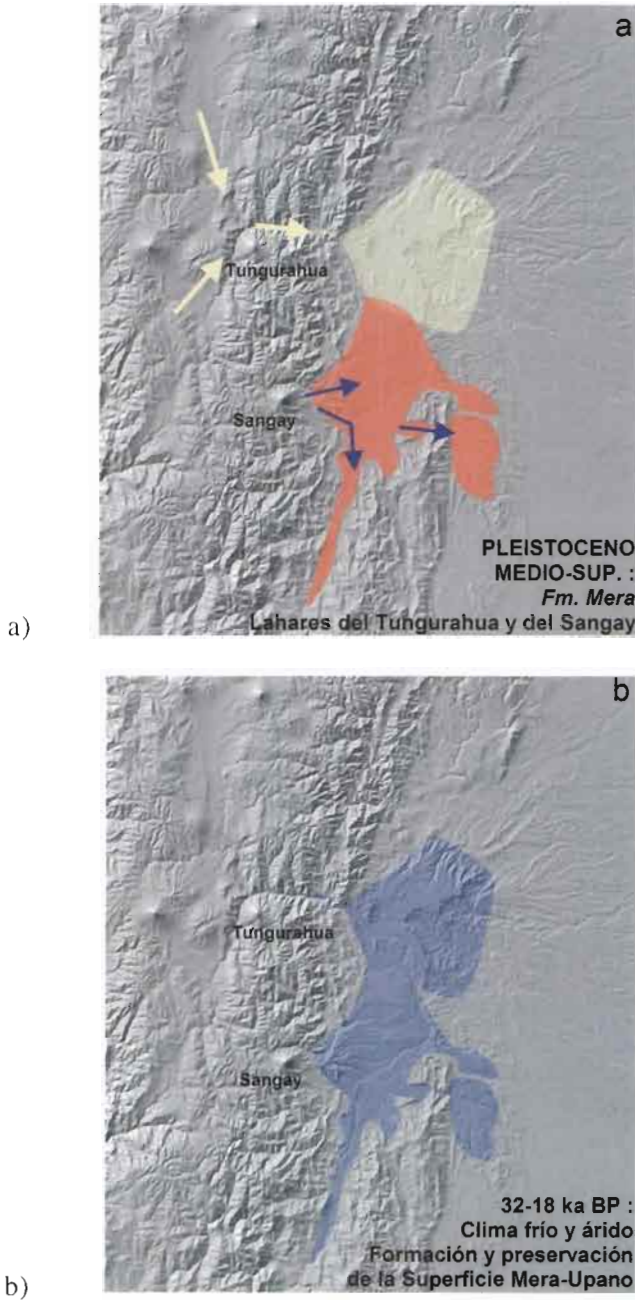 a
Tungurahua
Sangay
PLEISTOCENO
MEDIO-SUP. :
Fm. Mera
Lahares del Tungurahua y del Sangay
a)
b
Tungurahua
Sangay
32-18 ka BP :
Clima frío y árido
Formación y preservación
de la Superficie Mera-Upano
b)